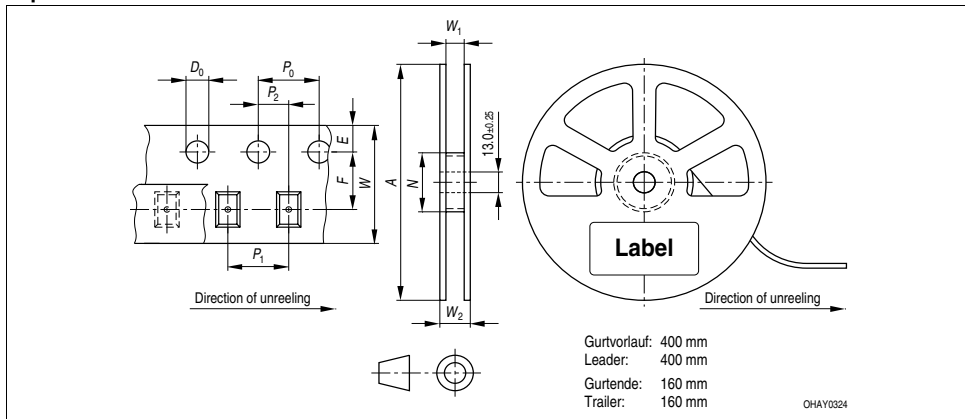 W1
D0
P0
P2
E
F
W
A
N
13.0±0.25
P1
Label
Direction of unreeling
W2
Direction of unreeling
Gurtvorlauf: 400 mm
Leader: 400 mm
Gurtende: 160 mm
Trailer: 160 mm
OHAY0324